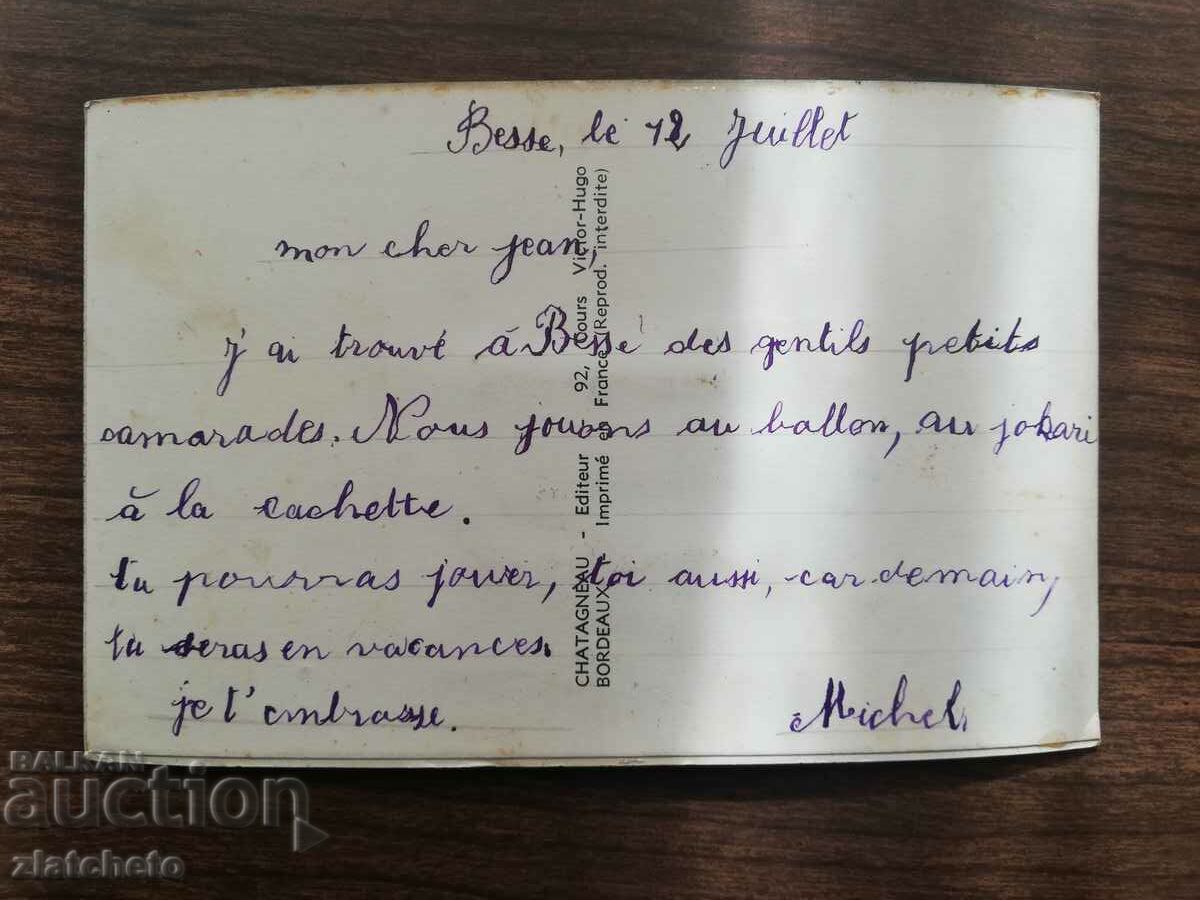 Besse, le 12 Juillet
mon cher jean,
J'ai trouvé à Besse des gentils petits
camarades. Nous jouons au ballon, au jokari
à la cachette.
tu pourras jouer, toi aussi, car demain,
tu seras en vacances.
je t'embrasse. Michel.
CHATAGNEAU - Editeur - 92, Cours Victor-Hugo
BORDEAUX - Imprimé en France (Reprod. interdite)
BALKAN
auction
zlatcheto